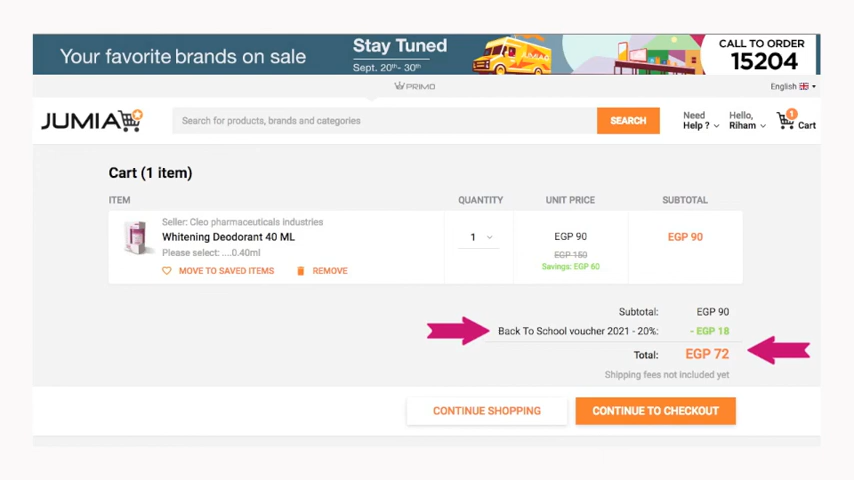 Your favorite brands on sale
Stay Tuned
Sept. 20th- 30th
CALL TO ORDER
15204
PRIMO
English
JUMIA
Search for products, brands and categories
SEARCH
Need Help ?
Hello, Riham
1
Cart
Cart (1 item)
ITEM QUANTITY UNIT PRICE SUBTOTAL
Seller: Cleo pharmaceuticals industries
Whitening Deodorant 40 ML
Please select: ....0.40ml
MOVE TO SAVED ITEMS REMOVE
1
EGP 90
EGP 150
Savings: EGP 60
EGP 90
Subtotal: EGP 90
Back To School voucher 2021 - 20%: - EGP 18
Total: EGP 72
Shipping fees not included yet
CONTINUE SHOPPING CONTINUE TO CHECKOUT